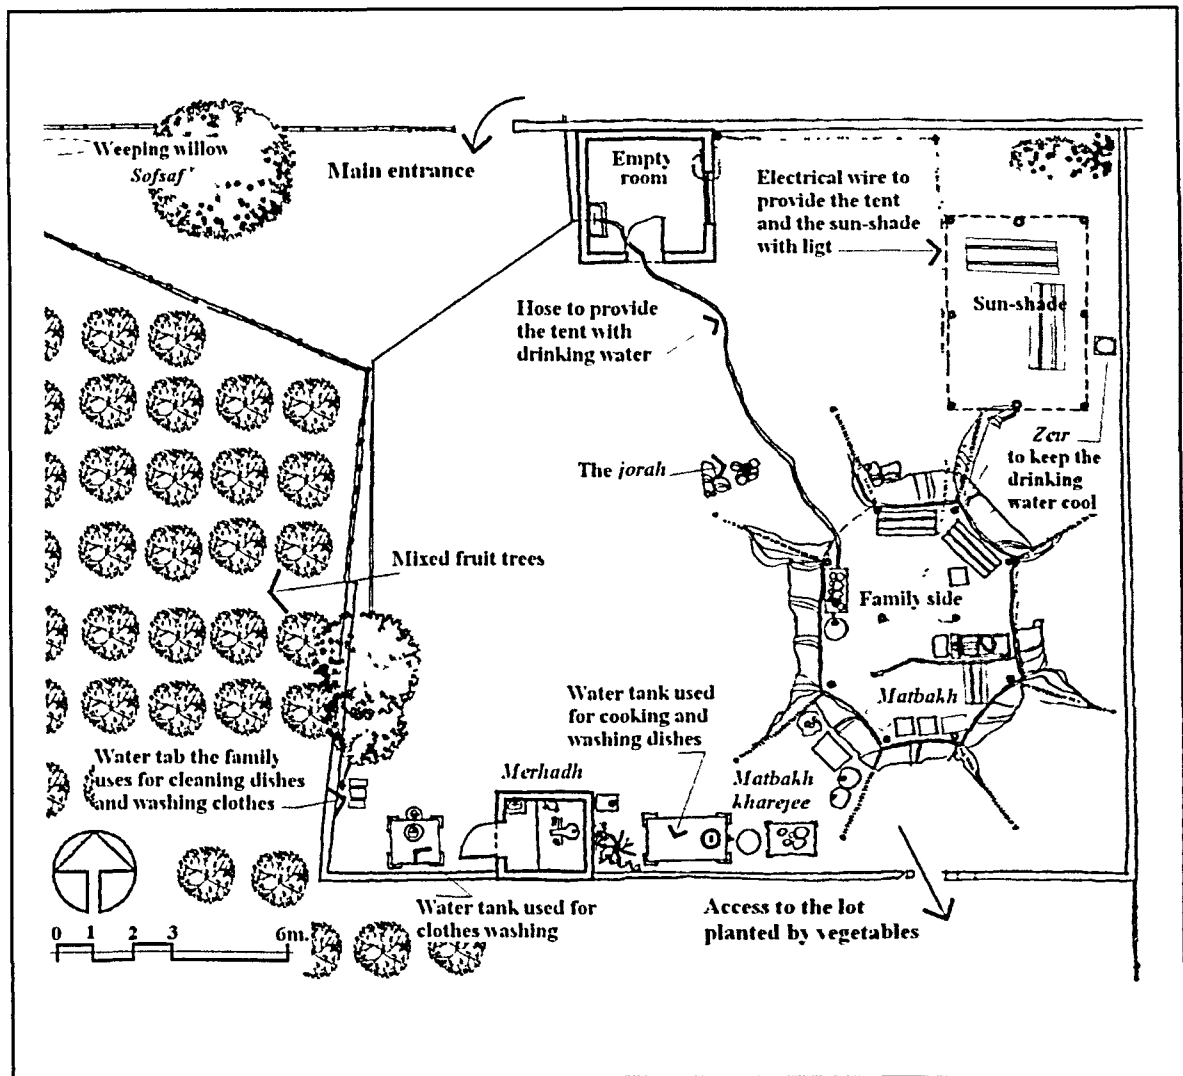 Weeping willow
Sofsaf
Main entrance
Empty
room
Electrical wire to
provide the tent
and the sun-shade
with ligt
Sun-shade
Hose to provide
the tent with
drinking water
Zeir
to keep the
drinking
water cool
The jorah
Mixed fruit trees
Family side
Matbakh
Water tank used
for cooking and
washing dishes
Water tab the family
uses for cleaning dishes
and washing clothes
Merhadh
Matbakh
kharejee
Water tank used for
clothes washing
Access to the lot
planted by vegetables
0 1 2 3 6m.